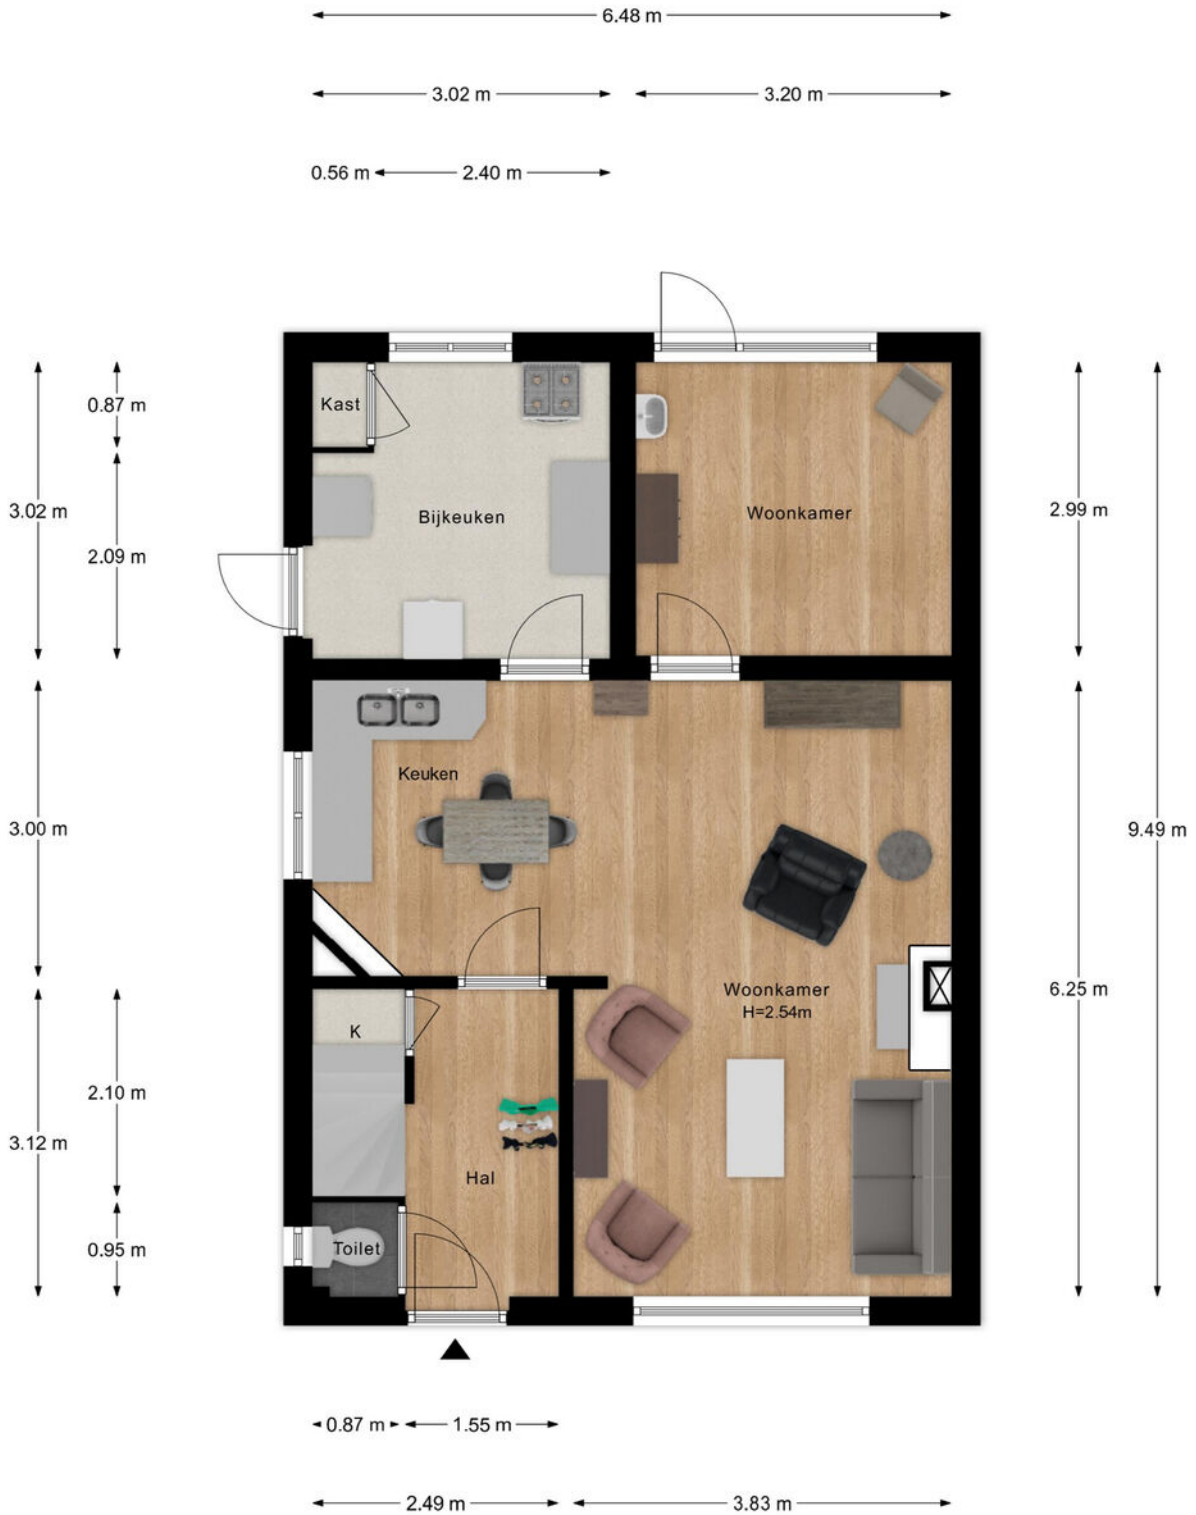 6.48 m
3.02 m
3.20 m
0.56 m
2.40 m
0.87 m
Kast
3.02 m
Bijkeuken
Woonkamer
2.99 m
2.09 m
Keuken
3.00 m
9.49 m
Woonkamer
H=2.54m
6.25 m
K
2.10 m
3.12 m
Hal
0.95 m
Toilet
0.87 m
1.55 m
2.49 m
3.83 m